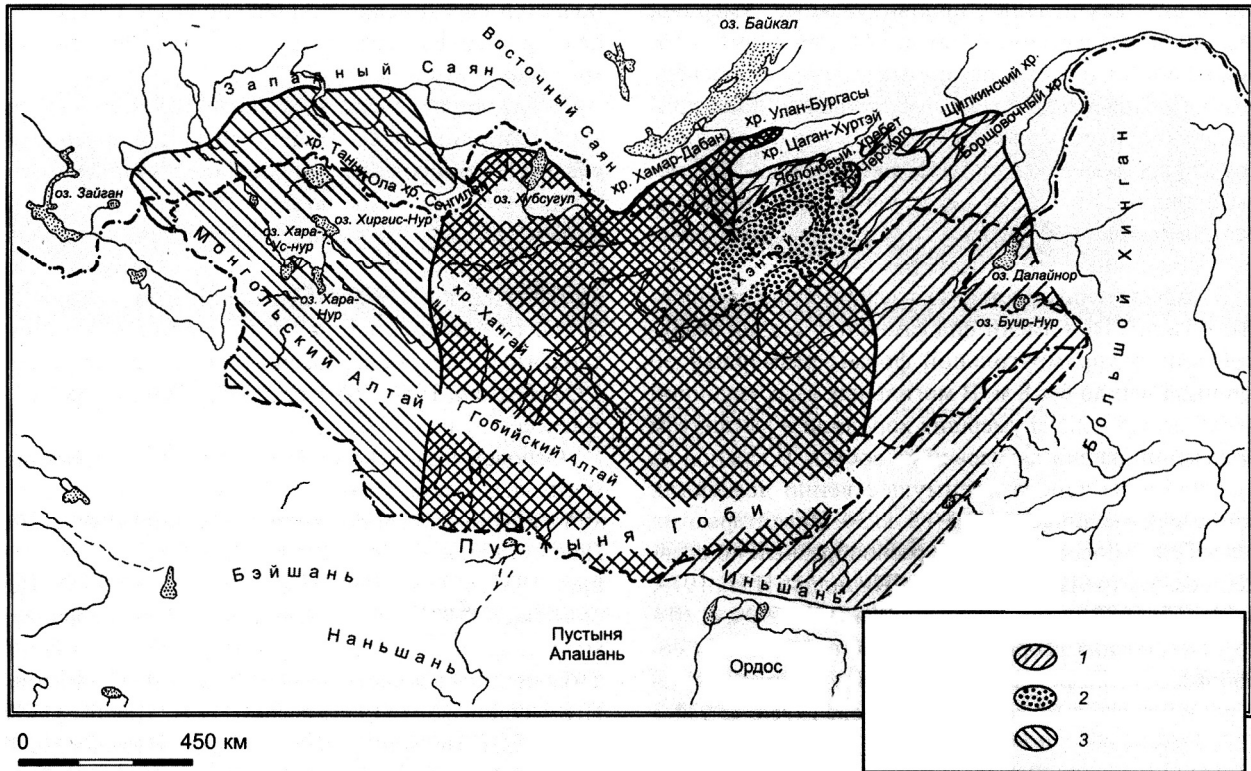 оз. Байкал
Восточный Саян
Западный Саян
Шилкинский хр.
Борщовочный хр.
хр. Улан-Бургасы
хр. Цаган-Хуртэй
хр. Хамар-Дабан
Яблоновый хребет
хр. Танну-Ола
хр. Сенгилен
оз. Зайган
оз. Хубсугул
оз. Хиргис-Нур
оз. Хара-
Ус-нур
оз. Хара-
Нур
Хэнтэй
оз. Далайнор
оз. Буир-Нур
Большой Хинган
хр. Хангай
Монгольский Алтай
Гобийский Алтай
Пустыня Гоби
Бэйшань
Иньшань
Наньшань
Пустыня
Алашань
Ордос
1
2
3
0 450 км